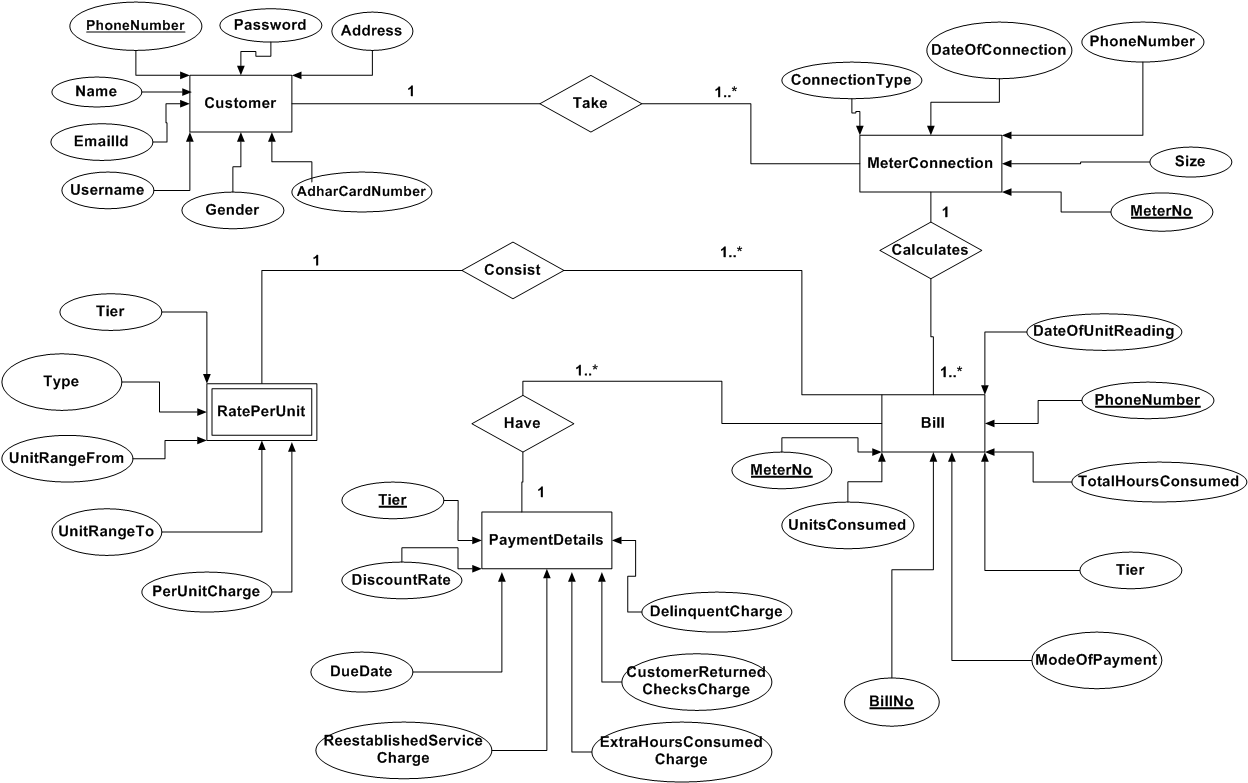 PhoneNumber
Password
Address
Name
Customer
EmailId
Username
Gender
AdharCardNumber
1
Take
1..*
ConnectionType
DateOfConnection
PhoneNumber
MeterConnection
Size
MeterNo
1
Calculates
1
Consist
1..*
Tier
Type
RatePerUnit
UnitRangeFrom
UnitRangeTo
PerUnitCharge
1..*
Have
1
1..*
DateOfUnitReading
PhoneNumber
Bill
MeterNo
UnitsConsumed
TotalHoursConsumed
Tier
ModeOfPayment
BillNo
Tier
PaymentDetails
DiscountRate
DelinquentCharge
DueDate
CustomerReturned
ChecksCharge
ReestablishedService
Charge
ExtraHoursConsumed
Charge